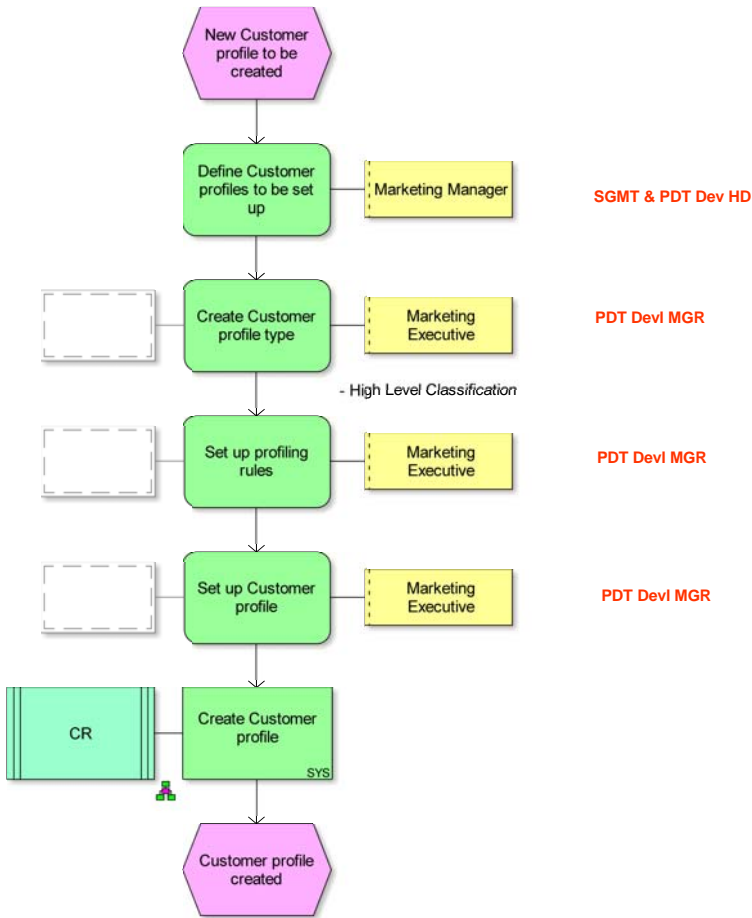 New Customer
profile to be
created
Define Customer
profiles to be set
up
Marketing Manager
SGMT & PDT Dev HD
Create Customer
profile type
Marketing
Executive
PDT Devl MGR
- High Level Classification
Set up profiling
rules
Marketing
Executive
PDT Devl MGR
Set up Customer
profile
Marketing
Executive
PDT Devl MGR
CR
Create Customer
profile
SYS
Customer profile
created